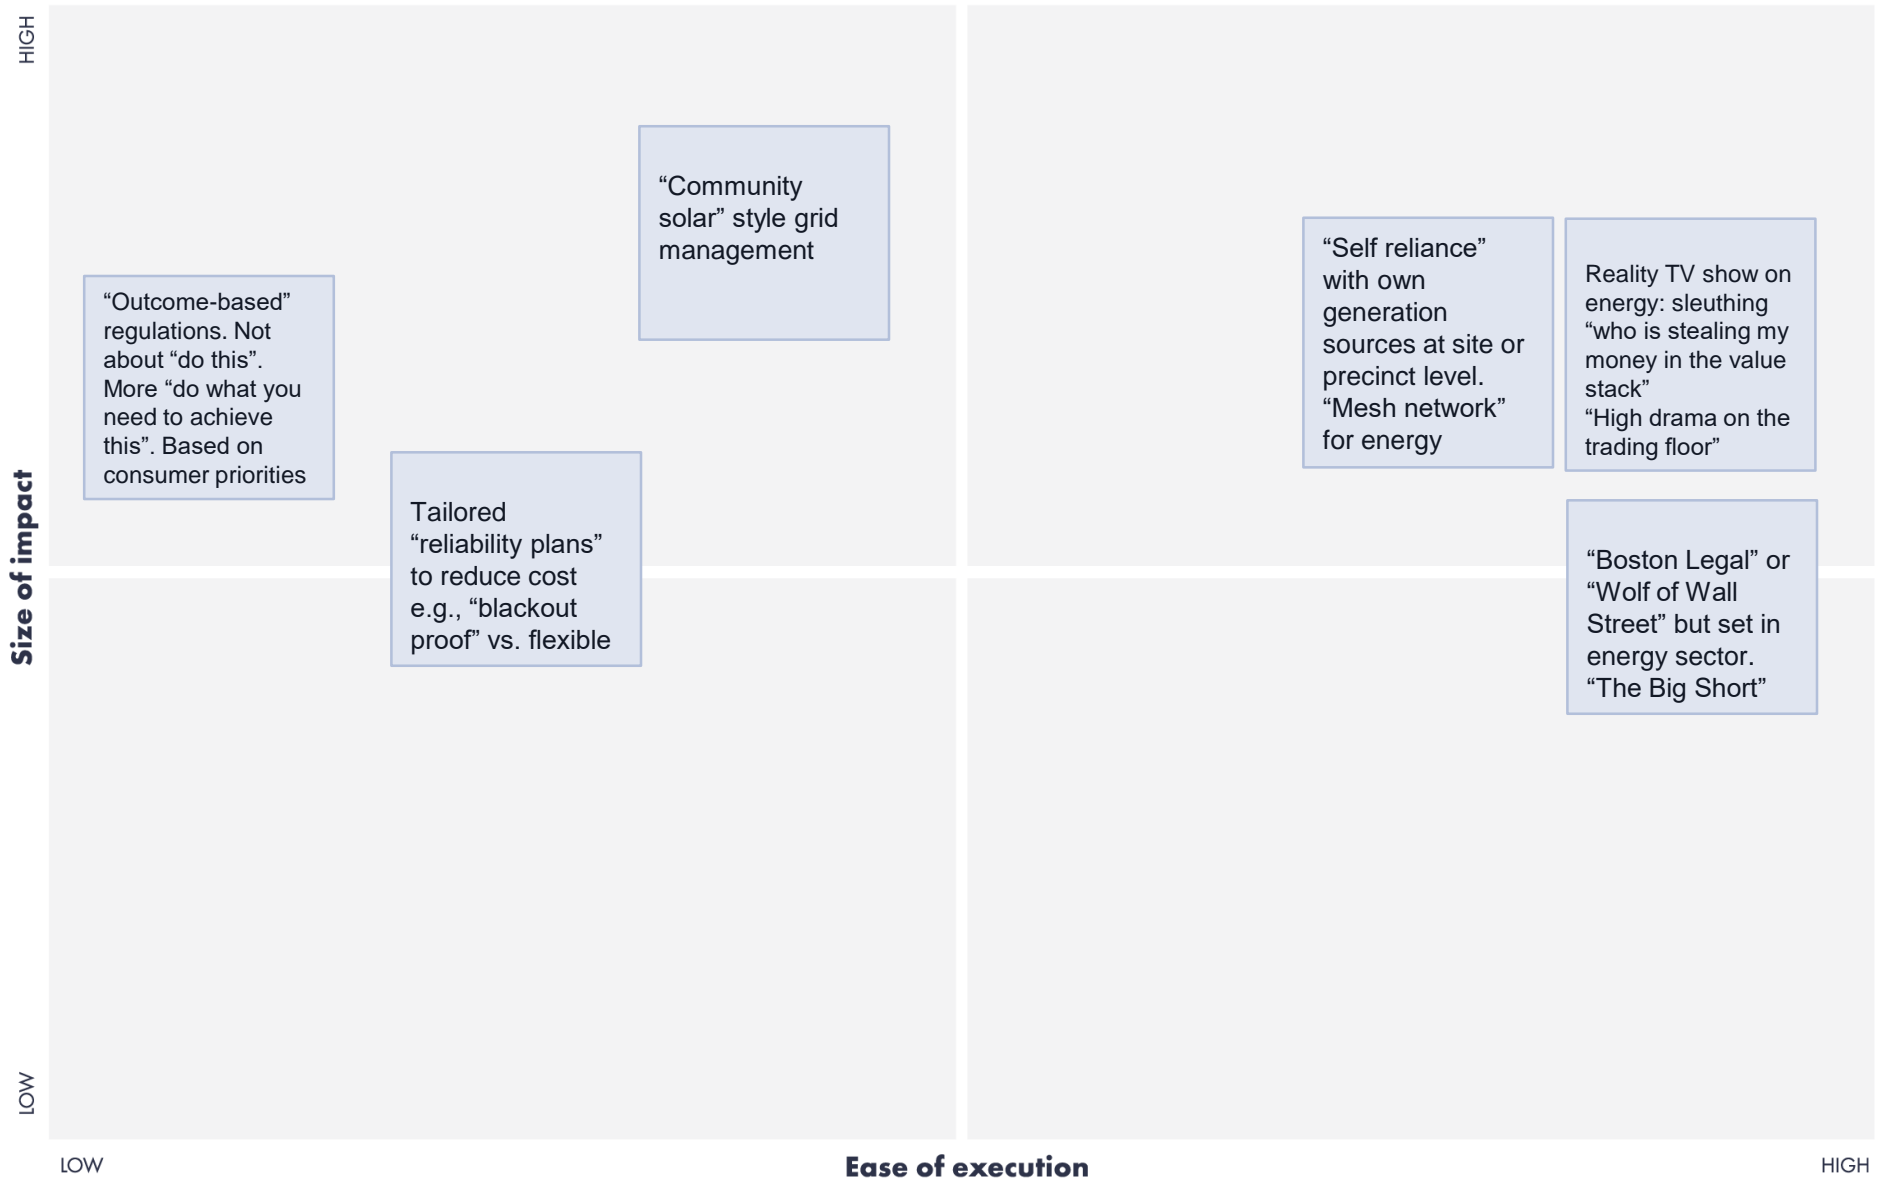 HIGH
“Community
solar” style grid
management
“Self reliance”
with own
generation
sources at site or
precinct level.
“Mesh network”
for energy
Reality TV show on
energy: sleuthing
“who is stealing my
money in the value
stack”
“High drama on the
trading floor”
“Outcome-based”
regulations. Not
about “do this”.
More “do what you
need to achieve
this”. Based on
consumer priorities
Tailored
“reliability plans”
to reduce cost
e.g., “blackout
proof” vs. flexible
“Boston Legal” or
“Wolf of Wall
Street” but set in
energy sector.
“The Big Short”
Size of impact
LOW
LOW
Ease of execution
HIGH